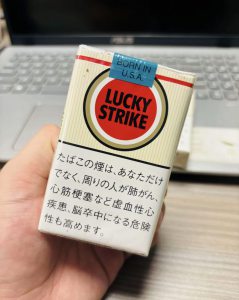 BORN IN
U.S.A.
LUCKY
STRIKE
たばこの煙は、あなただけ
でなく、周りの人が肺がん、
心筋梗塞など虚血性心
疾患、脳卒中になる危険
性も高めます。